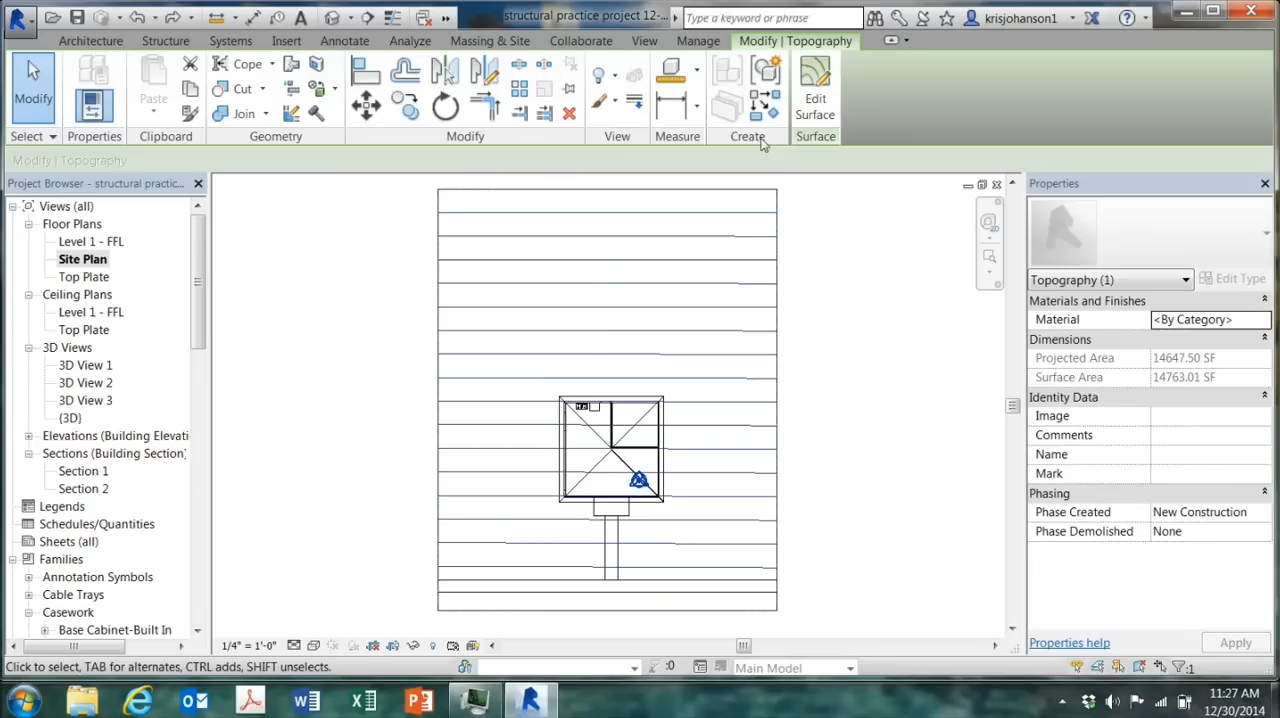 structural practice project 12-...
Type a keyword or phrase
krisjohanson1
Architecture Structure Systems Insert Annotate Analyze Massing & Site Collaborate View Manage Modify | Topography
Modify
Paste
Cope
Cut
Join
Edit
Surface
Select Properties Clipboard Geometry Modify View Measure Create Surface
Modify | Topography
Project Browser - structural practic...
Views (all)
Floor Plans
Level 1 - FFL
Site Plan
Top Plate
Ceiling Plans
Level 1 - FFL
Top Plate
3D Views
3D View 1
3D View 2
3D View 3
{3D}
Elevations (Building Elevati
Sections (Building Section)
Section 1
Section 2
Legends
Schedules/Quantities
Sheets (all)
Families
Annotation Symbols
Cable Trays
Casework
Base Cabinet-Built In
2D
Properties
Topography (1)
Edit Type
Materials and Finishes
Material <By Category>
Dimensions
Projected Area 14647.50 SF
Surface Area 14763.01 SF
Identity Data
Image
Comments
Name
Mark
Phasing
Phase Created New Construction
Phase Demolished None
Properties help
Apply
1/4" = 1'-0"
Click to select, TAB for alternates, CTRL adds, SHIFT unselects.
:0
Main Model
:1
11:27 AM
12/30/2014